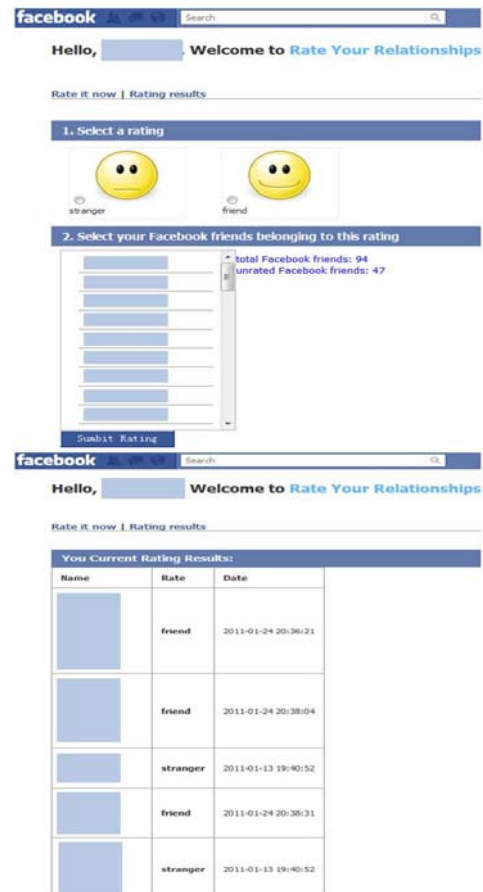 facebook Search
Hello, . Welcome to Rate Your Relationships
Rate it now | Rating results
1. Select a rating
stranger friend
2. Select your Facebook friends belonging to this rating
total Facebook friends: 94
unrated Facebook friends: 47
Sumbit Rating
facebook Search
Hello, Welcome to Rate Your Relationships
Rate it now | Rating results
You Current Rating Results:
Name Rate Date
friend 2011-01-24 20:36:21
friend 2011-01-24 20:38:04
stranger 2011-01-13 19:40:52
friend 2011-01-24 20:38:31
stranger 2011-01-13 19:40:52